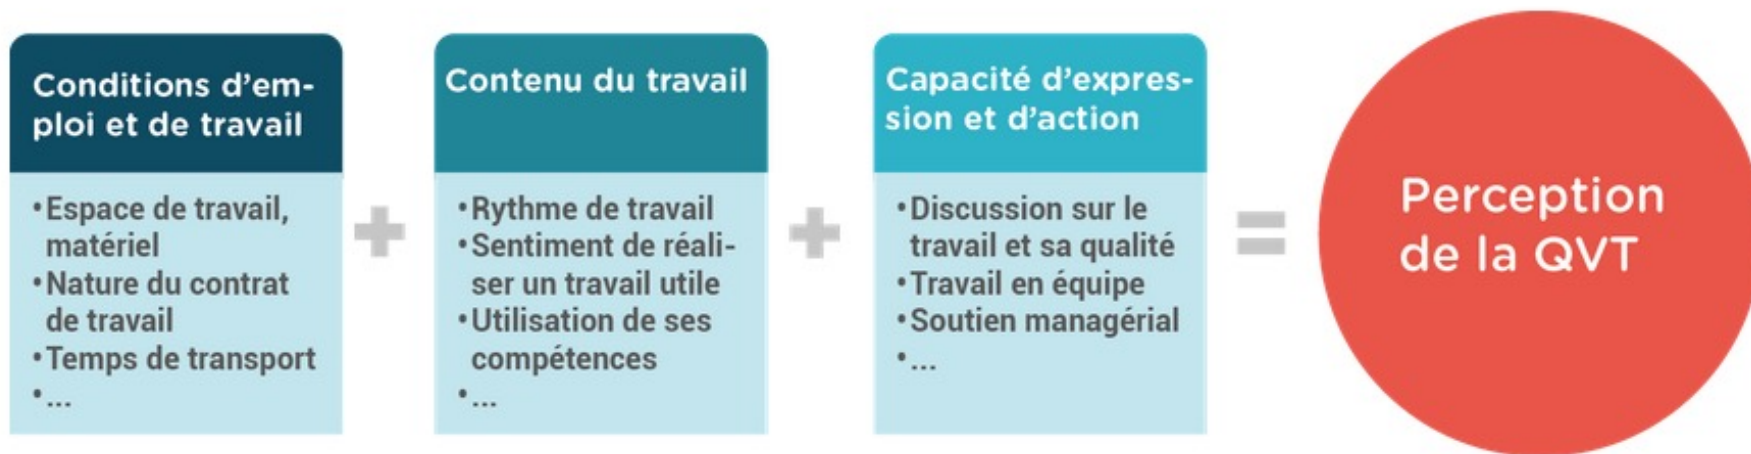 Conditions d'em-
ploi et de travail
•Espace de travail,
matériel
•Nature du contrat
de travail
•Temps de transport
•...
+
Contenu du travail
•Rythme de travail
•Sentiment de réali-
ser un travail utile
•Utilisation de ses
compétences
•...
+
Capacité d'expres-
sion et d'action
•Discussion sur le
travail et sa qualité
•Travail en équipe
•Soutien managérial
•...
=
Perception
de la QVT